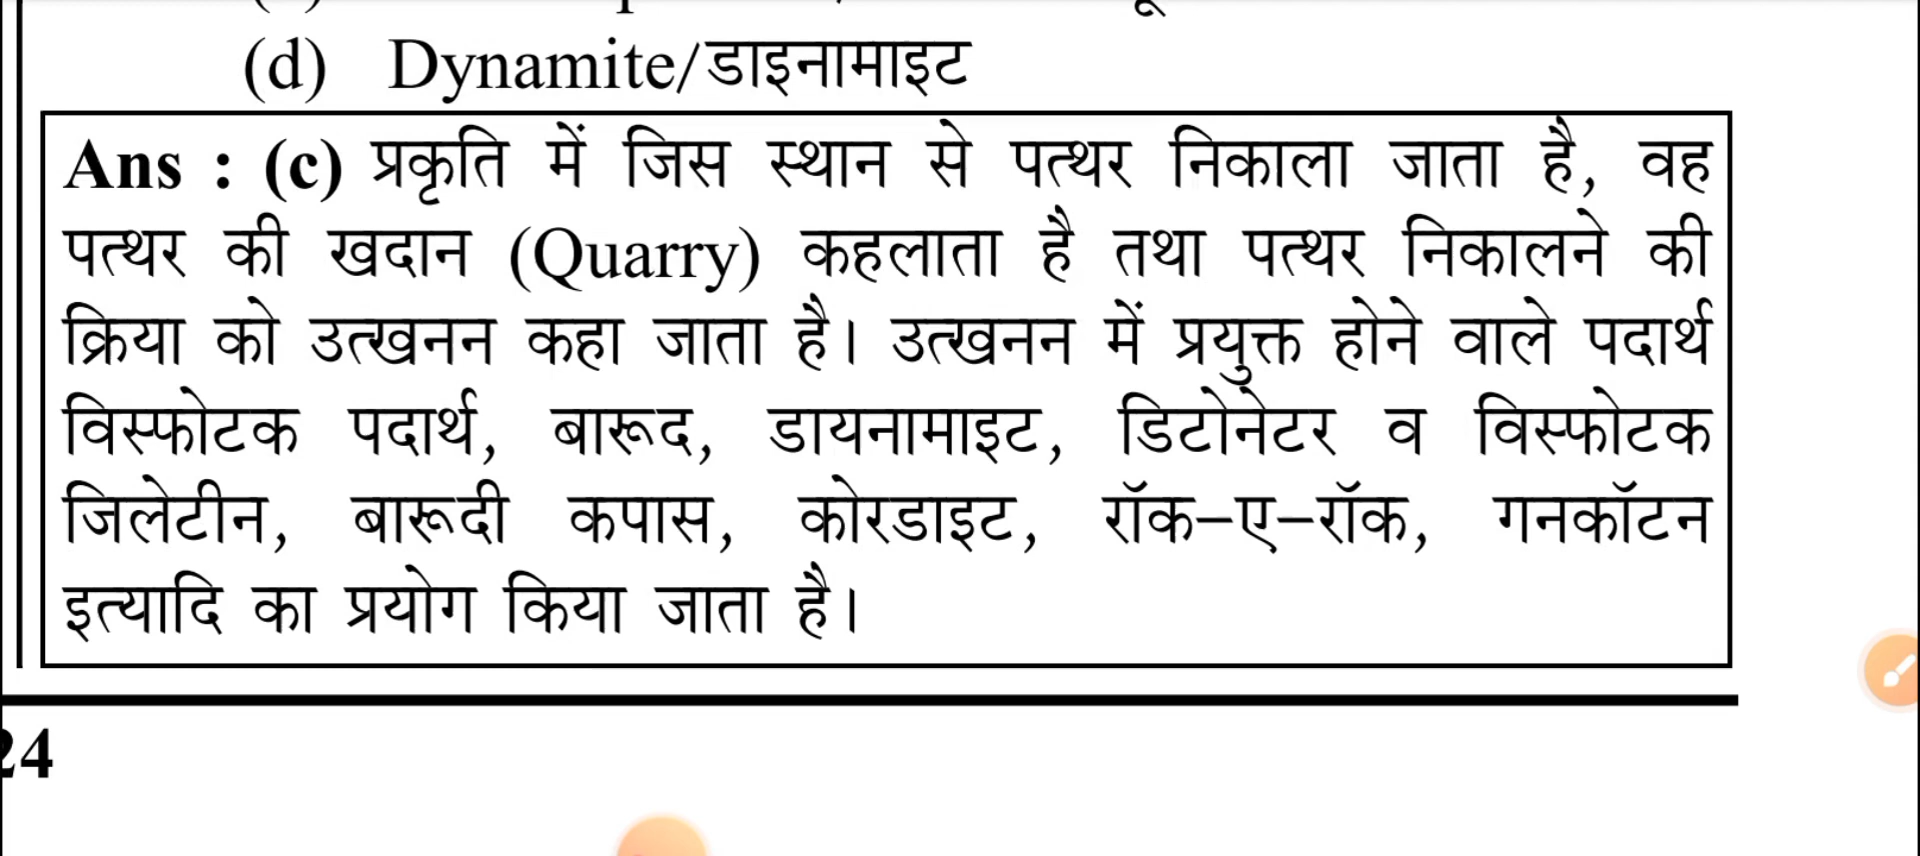 (d) Dynamite/डाइनामाइट
Ans : (c) प्रकृति में जिस स्थान से पत्थर निकाला जाता है, वह
पत्थर की खदान (Quarry) कहलाता है तथा पत्थर निकालने की
क्रिया को उत्खनन कहा जाता है। उत्खनन में प्रयुक्त होने वाले पदार्थ
विस्फोटक पदार्थ, बारूद, डायनामाइट, डिटोनेटर व विस्फोटक
जिलेटीन, बारूदी कपास, कोरडाइट, रॉक–ए–रॉक, गनकॉटन
इत्यादि का प्रयोग किया जाता है।
24